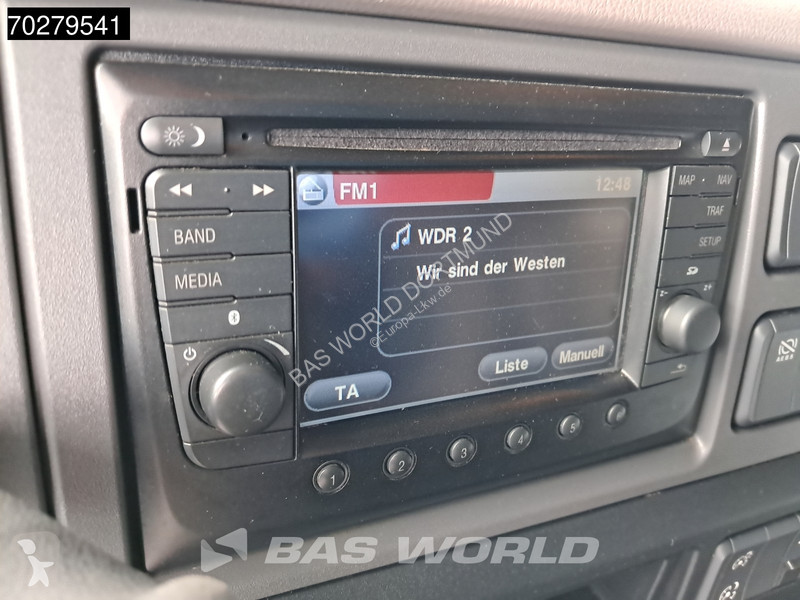 70279541
FM1
12:48
MAP · NAV
TRAF
BAND
WDR 2
SETUP
Wir sind der Westen
MEDIA
Z- Z+
Liste
Manuell
TA
1 2 3 4 5
BAS WORLD DORTMUND
©Europa-Lkw.de
BAS WORLD